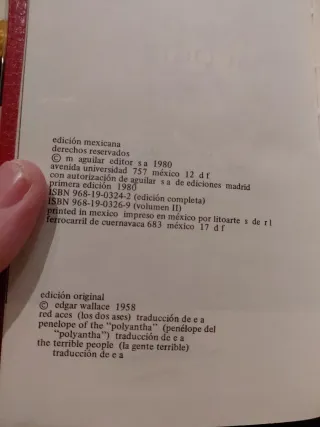 edición mexicana
derechos reservados
© m aguilar editor s a 1980
avenida universidad 757 méxico 12 d f
con autorización de aguilar s a de ediciones madrid
primera edición 1980
ISBN 968-19-0324-2 (edición completa)
ISBN 968-19-0326-9 (volumen II)
printed in mexico impreso en méxico por litoarte s de r l
ferrocarril de cuernavaca 683 méxico 17 d f
edición original
© edgar wallace 1958
red aces (los dos ases) traducción de e a
penelope of the "polyantha" (penélope del
"polyantha") traducción de e a
the terrible people (la gente terrible)
traducción de e a